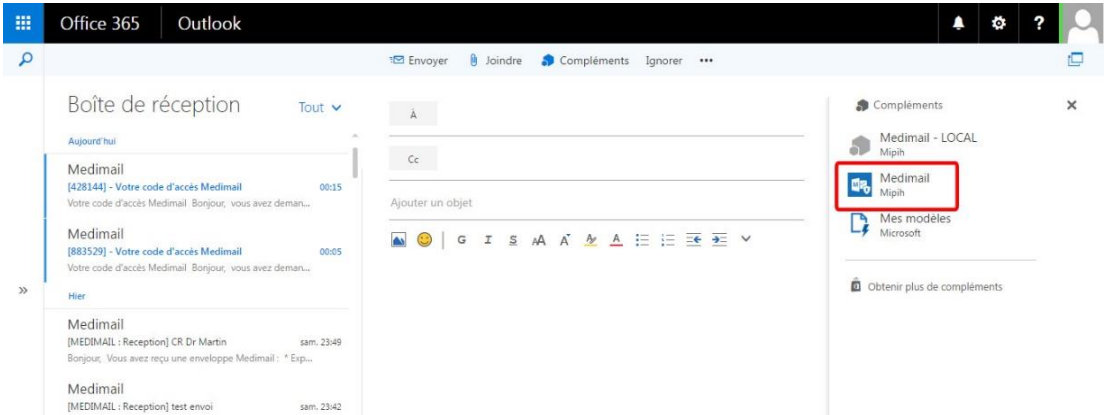 Office 365 Outlook ?
Envoyer Joindre Compléments Ignorer •••
Boîte de réception Tout
Aujourd'hui
Medimail
[428144] - Votre code d'accès Medimail 00:15
Votre code d'accès Medimail Bonjour, vous avez deman...
Medimail
[883529] - Votre code d'accès Medimail 00:05
Votre code d'accès Medimail Bonjour, vous avez deman...
Hier
Medimail
[MEDIMAIL : Reception] CR Dr Martin sam. 23:49
Bonjour, Vous avez reçu une enveloppe Medimail : * Exp...
Medimail
[MEDIMAIL : Reception] test envoi sam. 23:42
À
Cc
Ajouter un objet
G I S AA A A A
Compléments
Medimail - LOCAL
Mipih
Medimail
Mipih
Mes modèles
Microsoft
Obtenir plus de compléments